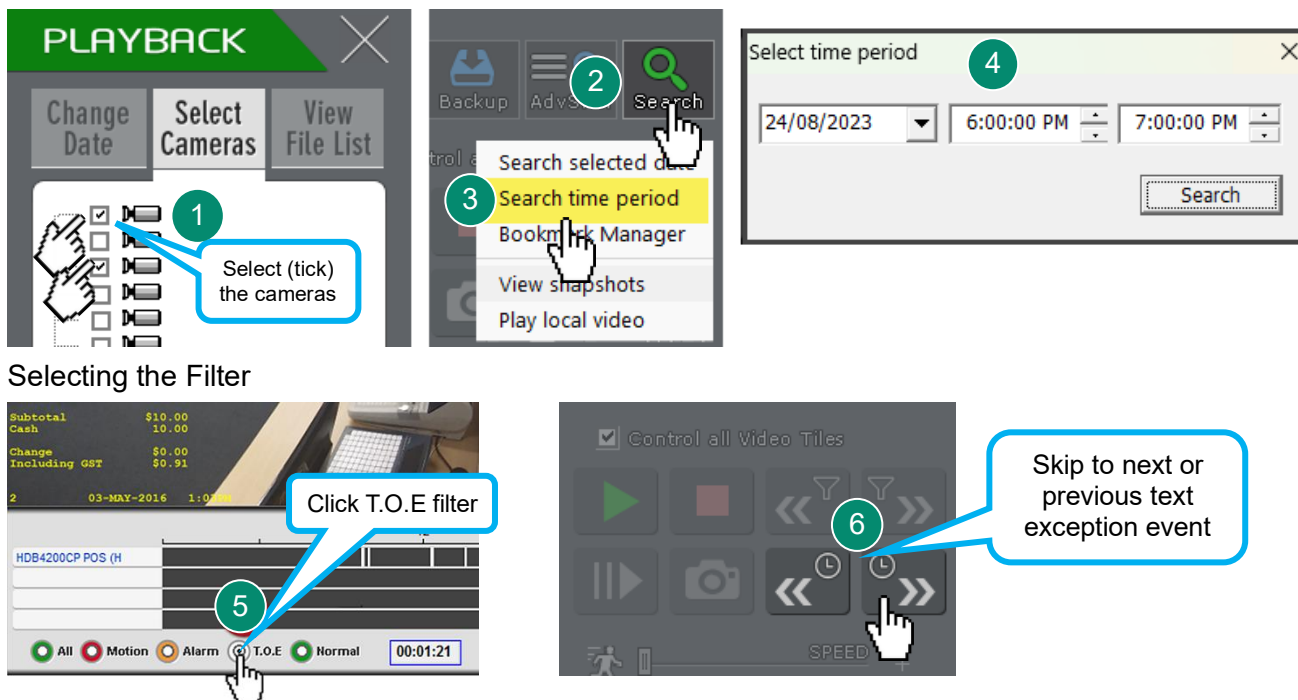 PLAYBACK
Change
Date
Select
Cameras
View
File List
1
Select (tick)
the cameras
2
Backup
Search
Search selected date
3
Search time period
Bookmark Manager
View snapshots
Play local video
Select time period
4
24/08/2023
6:00:00 PM
7:00:00 PM
Search
Selecting the Filter
Subtotal $10.00
Cash 10.00
Change $0.00
Including GST $0.91
2 03-MAY-2016
Click T.O.E filter
HDB4200CP POS (H
5
All Motion Alarm T.O.E Normal 00:01:21
Control all Video Tiles
6
SPEED
Skip to next or
previous text
exception event